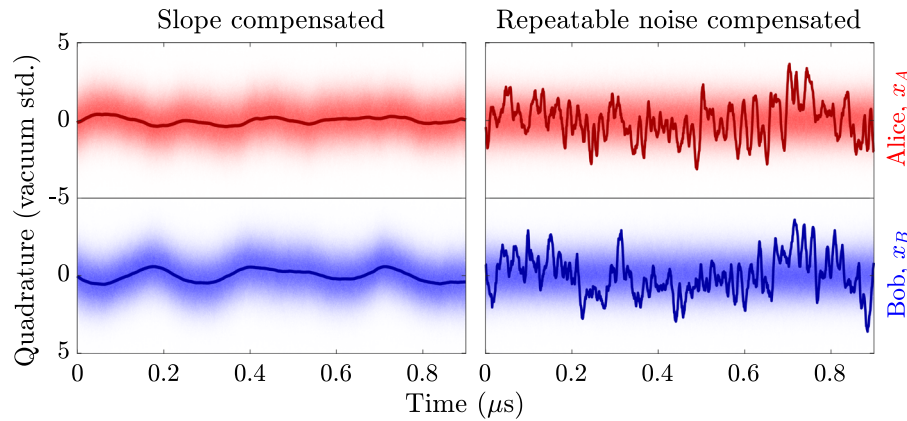 Slope compensated
Repeatable noise compensated
Quadrature (vacuum std.)
5
0
-5
0
5
0
0.2
0.4
0.6
0.8
0
0.2
0.4
0.6
0.8
Time (μs)
Alice, x_A
Bob, x_B